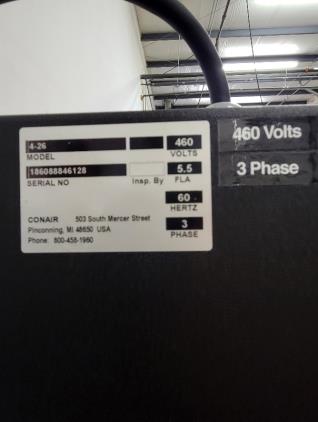 4-26 460
MODEL VOLTS
186088846128 5.5
SERIAL NO Insp. By FLA
60
HERTZ
3
PHASE
CONAIR 503 South Mercer Street
Pinconning, MI 48650 USA
Phone: 800-458-1960
460 Volts
3 Phase